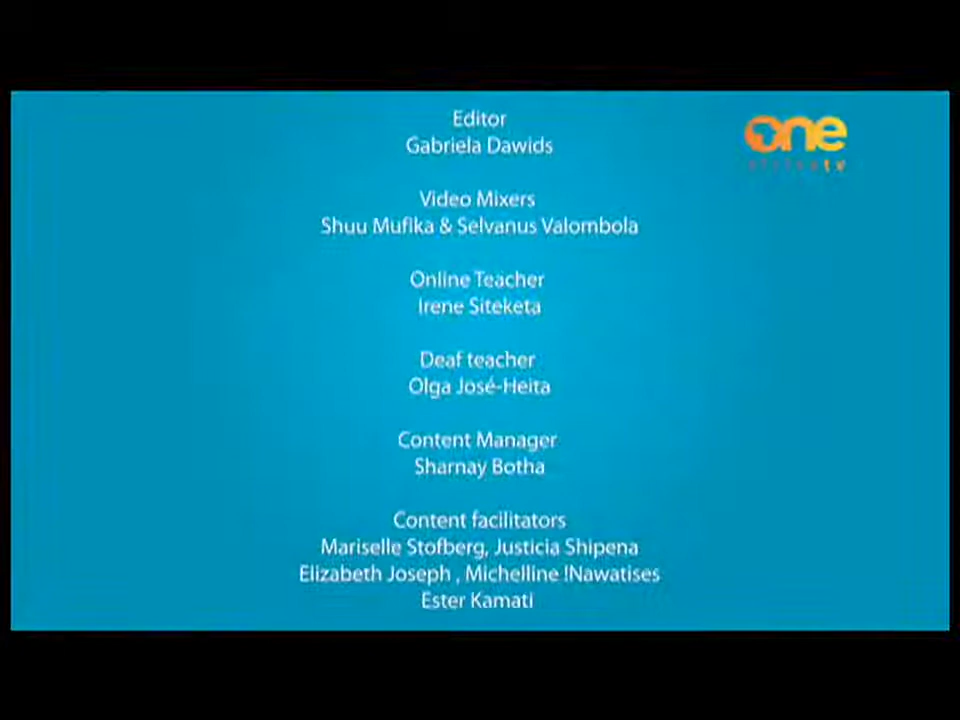 Editor
Gabriela Dawids
one
tv
Video Mixers
Shuu Mufika & Selvanus Valombola
Online Teacher
Irene Siteketa
Deaf teacher
Olga José-Heita
Content Manager
Sharnay Botha
Content facilitators
Mariselle Stofberg, Justicia Shipena
Elizabeth Joseph , Michelline !Nawatises
Ester Kamati